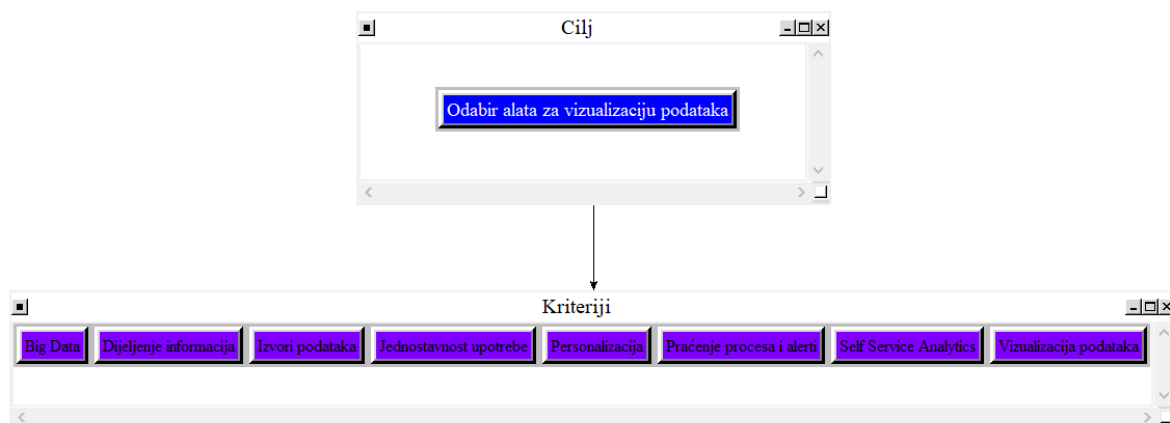 Cilj
Odabir alata za vizualizaciju podataka
Kriteriji
Big Data
Dijeljenje informacija
Izvori podataka
Jednostavnost upotrebe
Personalizacija
Praćenje procesa i alerti
Self Service Analytics
Vizualizacija podataka